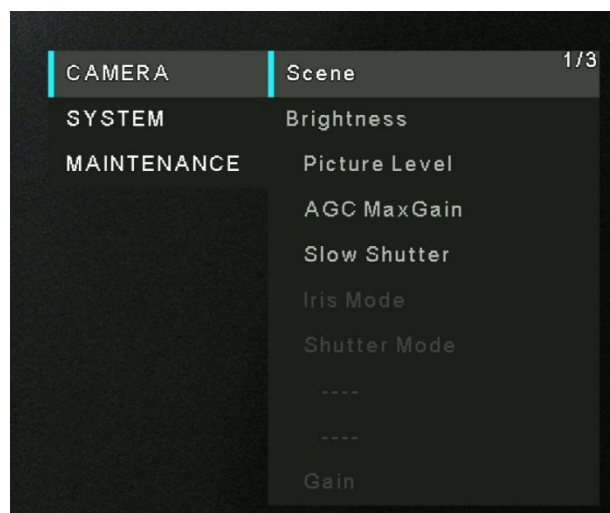 CAMERA
SYSTEM
MAINTENANCE
Scene
1/3
Brightness
Picture Level
AGC MaxGain
Slow Shutter
Iris Mode
Shutter Mode
----
----
Gain